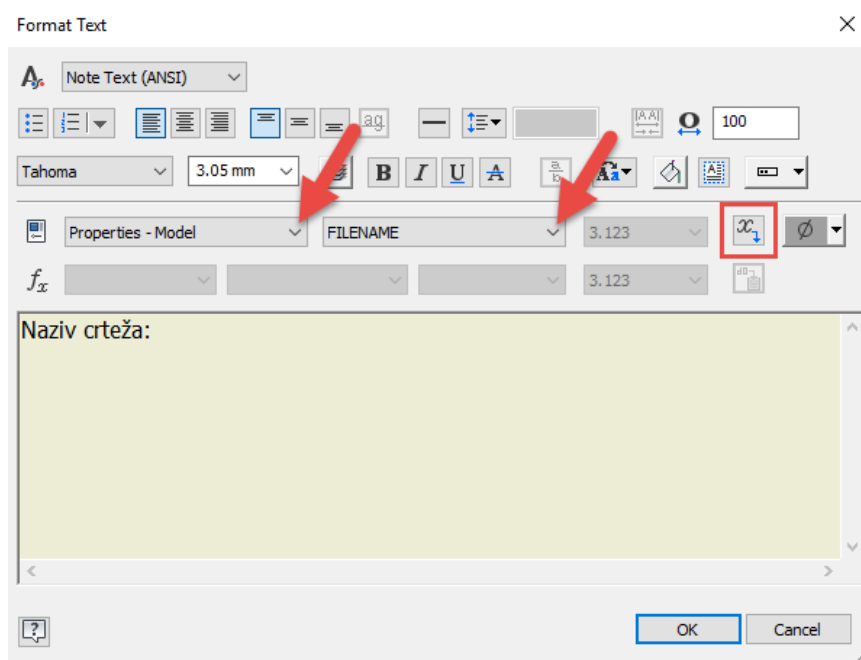 Format Text
Note Text (ANSI)
100
Tahoma
3.05 mm
B I U A
Properties - Model
FILENAME
3.123
3.123
Naziv crteža:
OK
Cancel